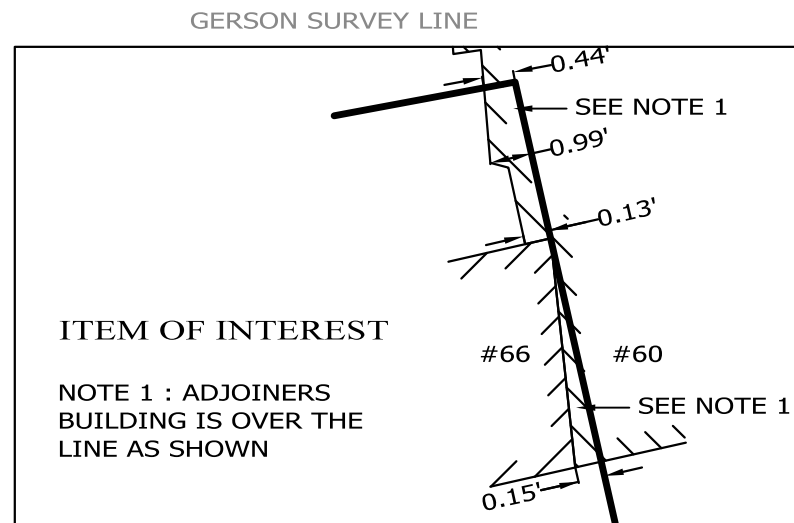 GERSON SURVEY LINE
0.44'
SEE NOTE 1
0.99'
0.13'
ITEM OF INTEREST
#66
#60
NOTE 1 : ADJOINERS
BUILDING IS OVER THE
LINE AS SHOWN
SEE NOTE 1
0.15'